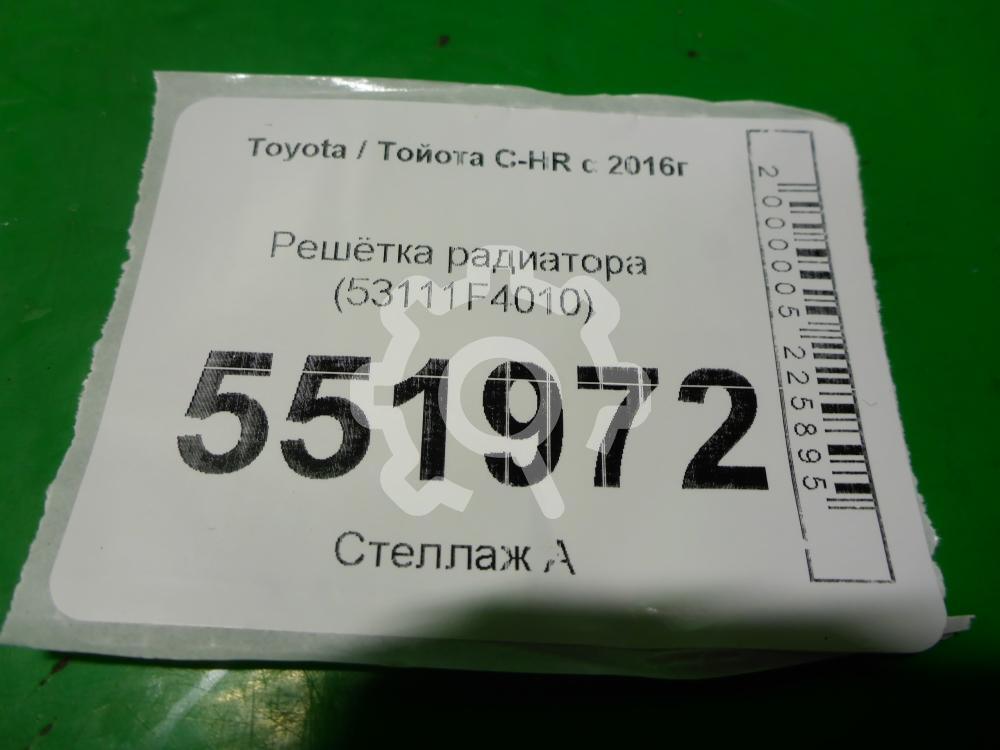 Toyota / Тойота C-HR с 2016г
Решётка радиатора
(53111F4010)
551972
Стеллаж А
2000005225895